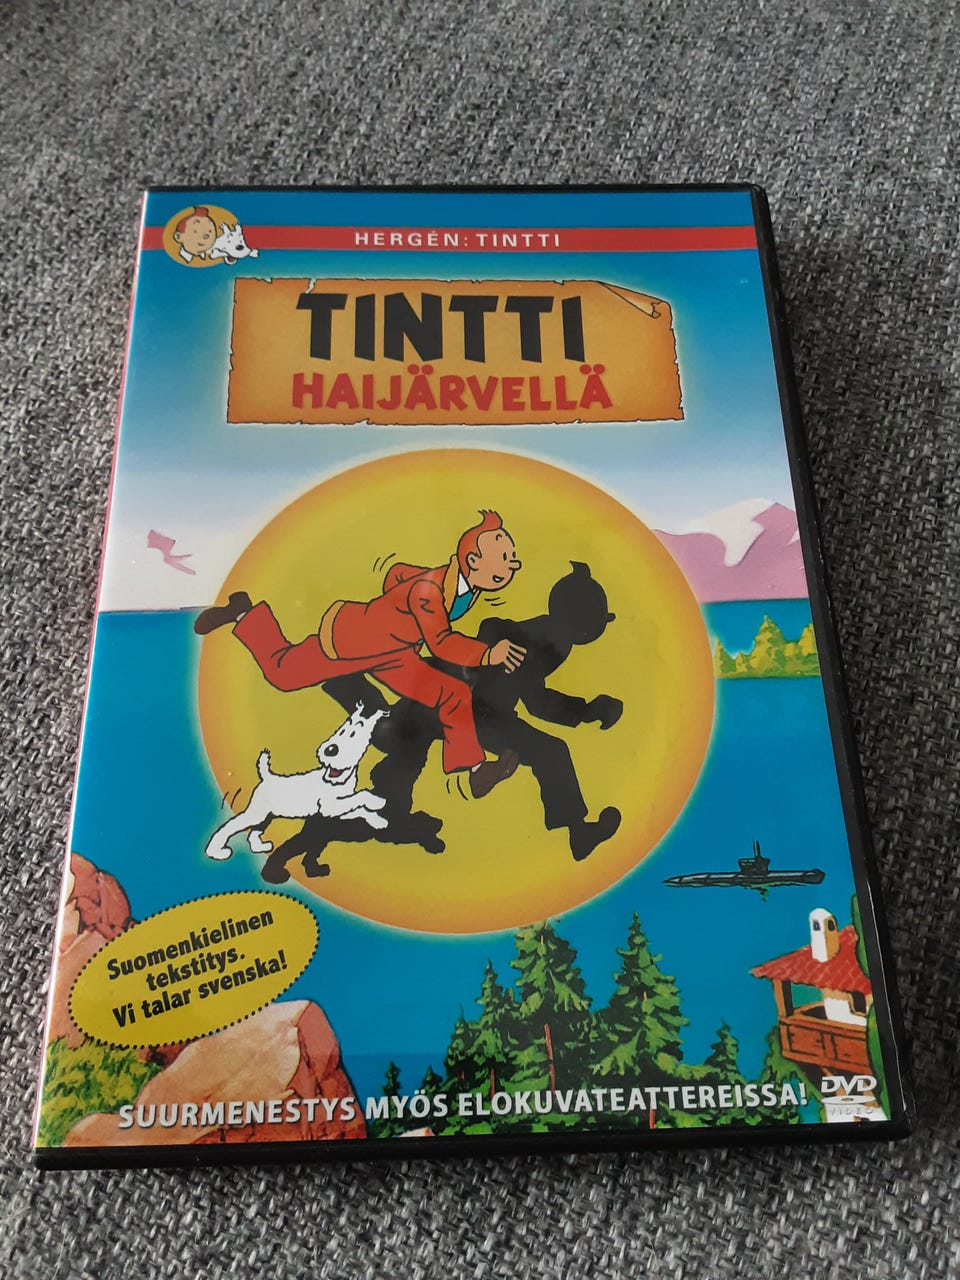 HERGÉN: TINTTI
TINTTI
HAIJÄRVELLÄ
Suomenkielinen
tekstitys.
Vi talar svenska!
SUURMENESTYS MYÖS ELOKUVATEATTEREISSA!
DVD
VIDEO